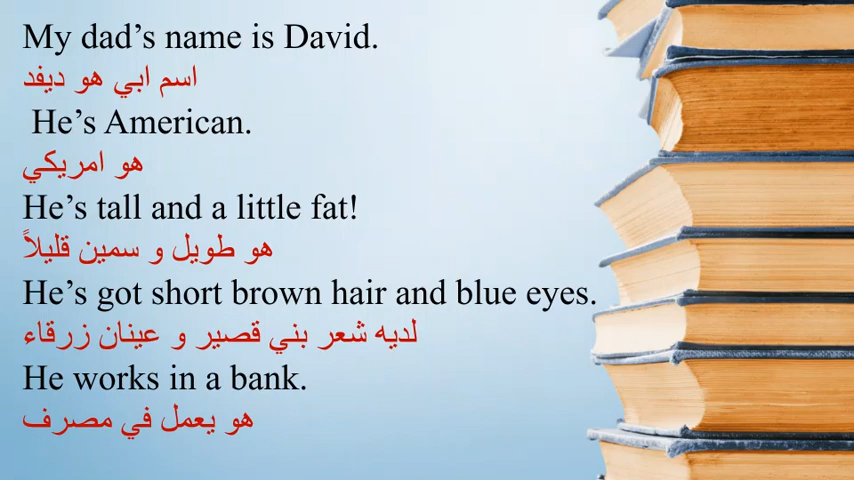 My dad’s name is David.
اسم ابي هو ديفد
He’s American.
هو امريكي
He’s tall and a little fat!
هو طويل و سمين قليلاً
He’s got short brown hair and blue eyes.
لديه شعر بني قصير و عينان زرقاء
He works in a bank.
هو يعمل في مصرف